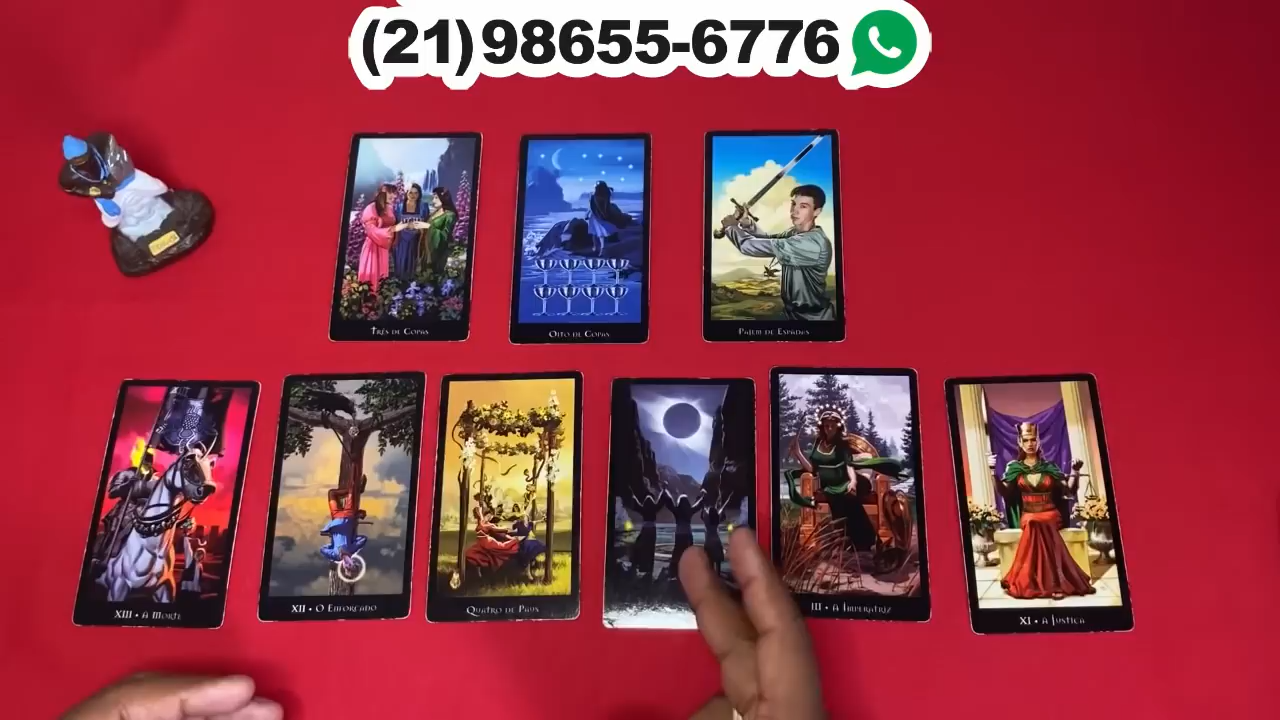 (21)98655-6776
Três de Copas
Oito de Copas
Pajem de Espadas
XIII • A Morte
XII • O Enforcado
Quatro de Paus
III • A Imperatriz
XI • A Justiça